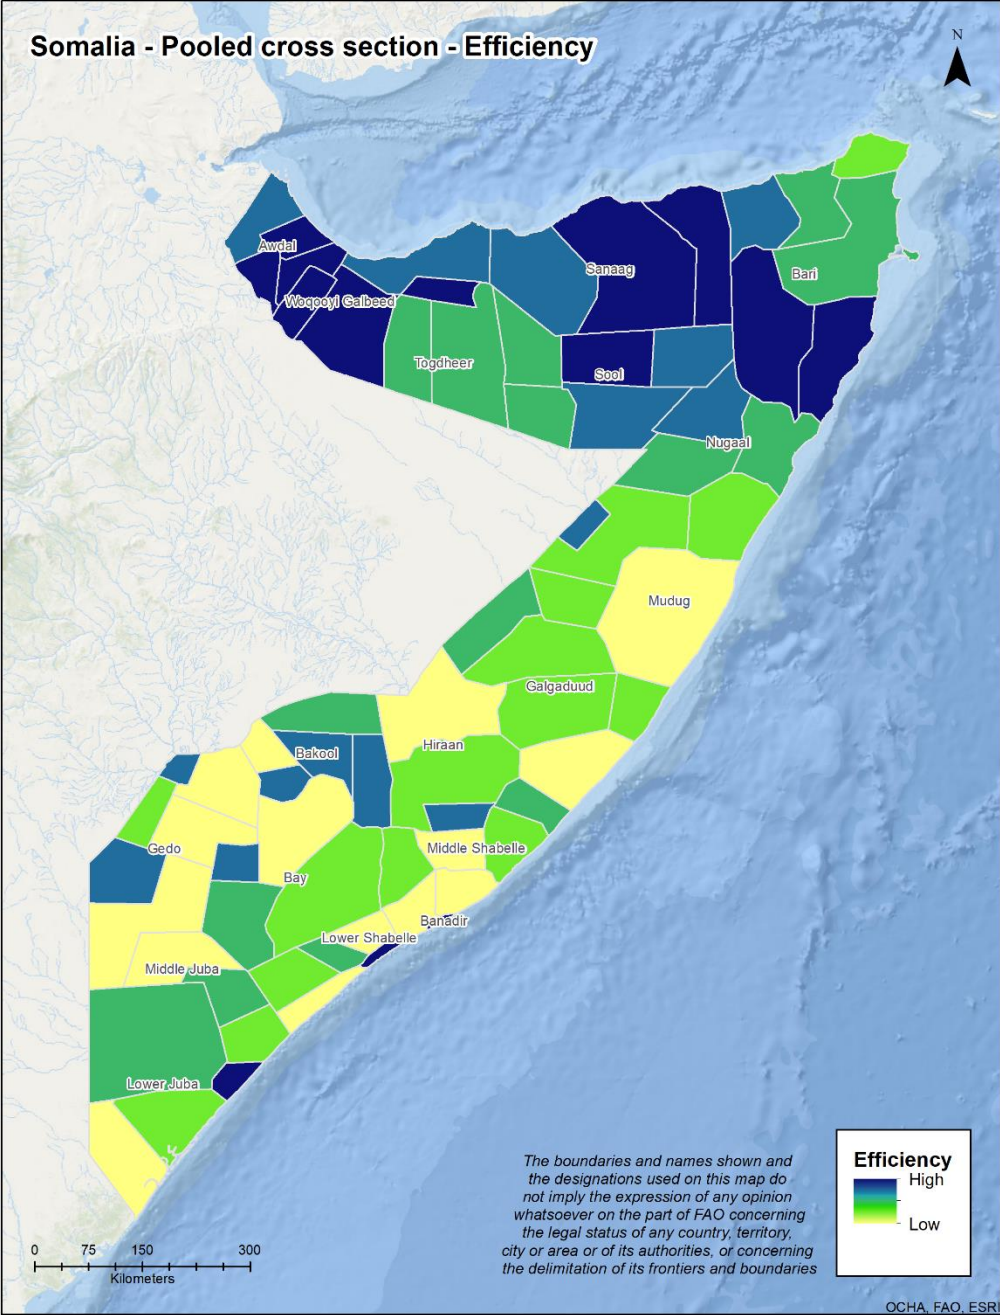 Somalia - Pooled cross section - Efficiency
N
Awdal
Sanaag
Bari
Woqooyi Galbeed
Togdheer
Sool
Nugaal
Mudug
Galgaduud
Hiraan
Bakool
Gedo
Middle Shabelle
Bay
Banadir
Lower Shabelle
Middle Juba
Lower Juba
The boundaries and names shown and
the designations used on this map do
not imply the expression of any opinion
whatsoever on the part of FAO concerning
the legal status of any country, territory,
city or area or of its authorities, or concerning
the delimitation of its frontiers and boundaries
Efficiency
High
Low
0 75 150 300
Kilometers
OCHA, FAO, ESRI